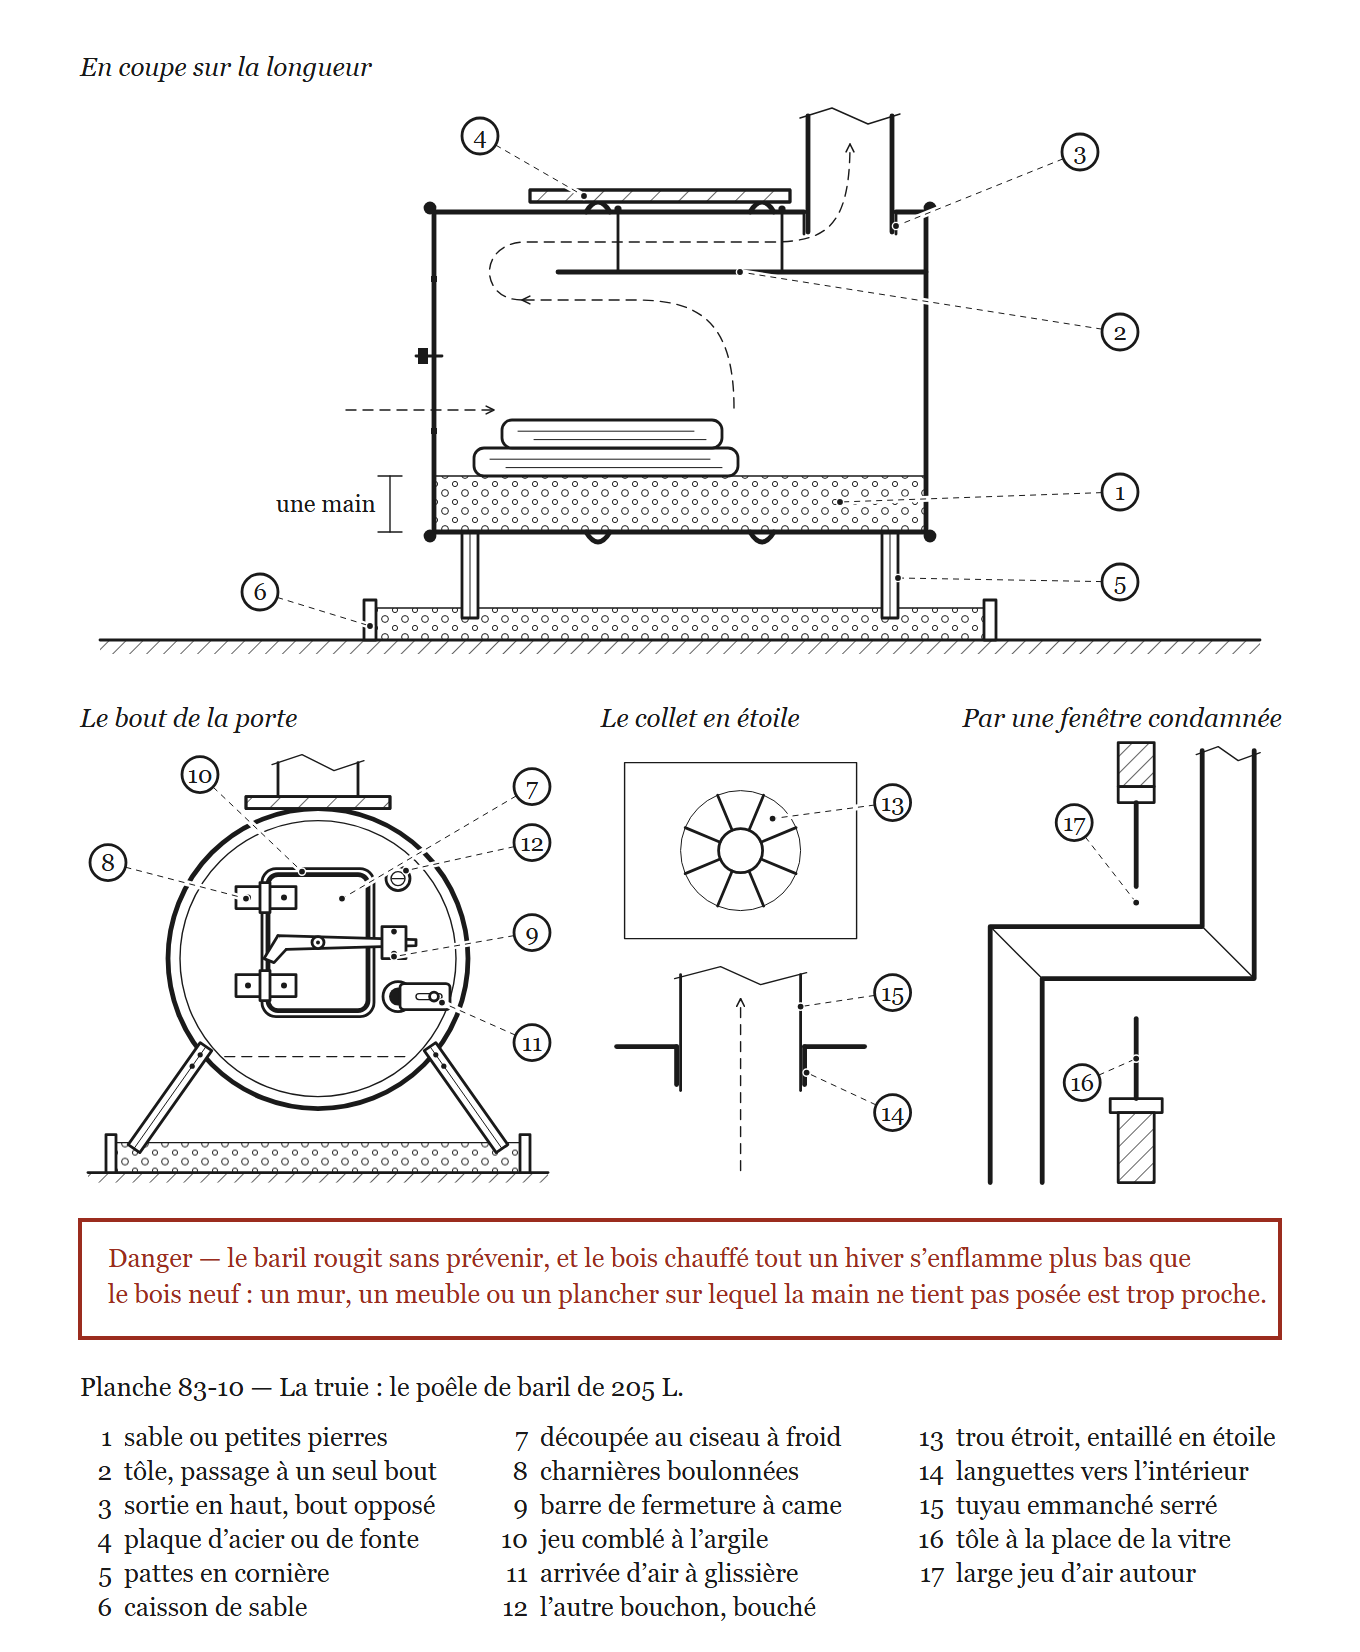 En coupe sur la longueur
4
3
2
une main
1
6
5
Le bout de la porte
Le collet en étoile
Par une fenêtre condamnée
10
7
13
17
12
8
9
15
11
16
14
Danger — le baril rougit sans prévenir, et le bois chauffé tout un hiver s’enflamme plus bas que
le bois neuf : un mur, un meuble ou un plancher sur lequel la main ne tient pas posée est trop proche.
Planche 83-10 — La truie : le poêle de baril de 205 L.
1 sable ou petites pierres
2 tôle, passage à un seul bout
3 sortie en haut, bout opposé
4 plaque d’acier ou de fonte
5 pattes en cornière
6 caisson de sable
7 découpée au ciseau à froid
8 charnières boulonnées
9 barre de fermeture à came
10 jeu comblé à l’argile
11 arrivée d’air à glissière
12 l’autre bouchon, bouché
13 trou étroit, entaillé en étoile
14 languettes vers l’intérieur
15 tuyau emmanché serré
16 tôle à la place de la vitre
17 large jeu d’air autour